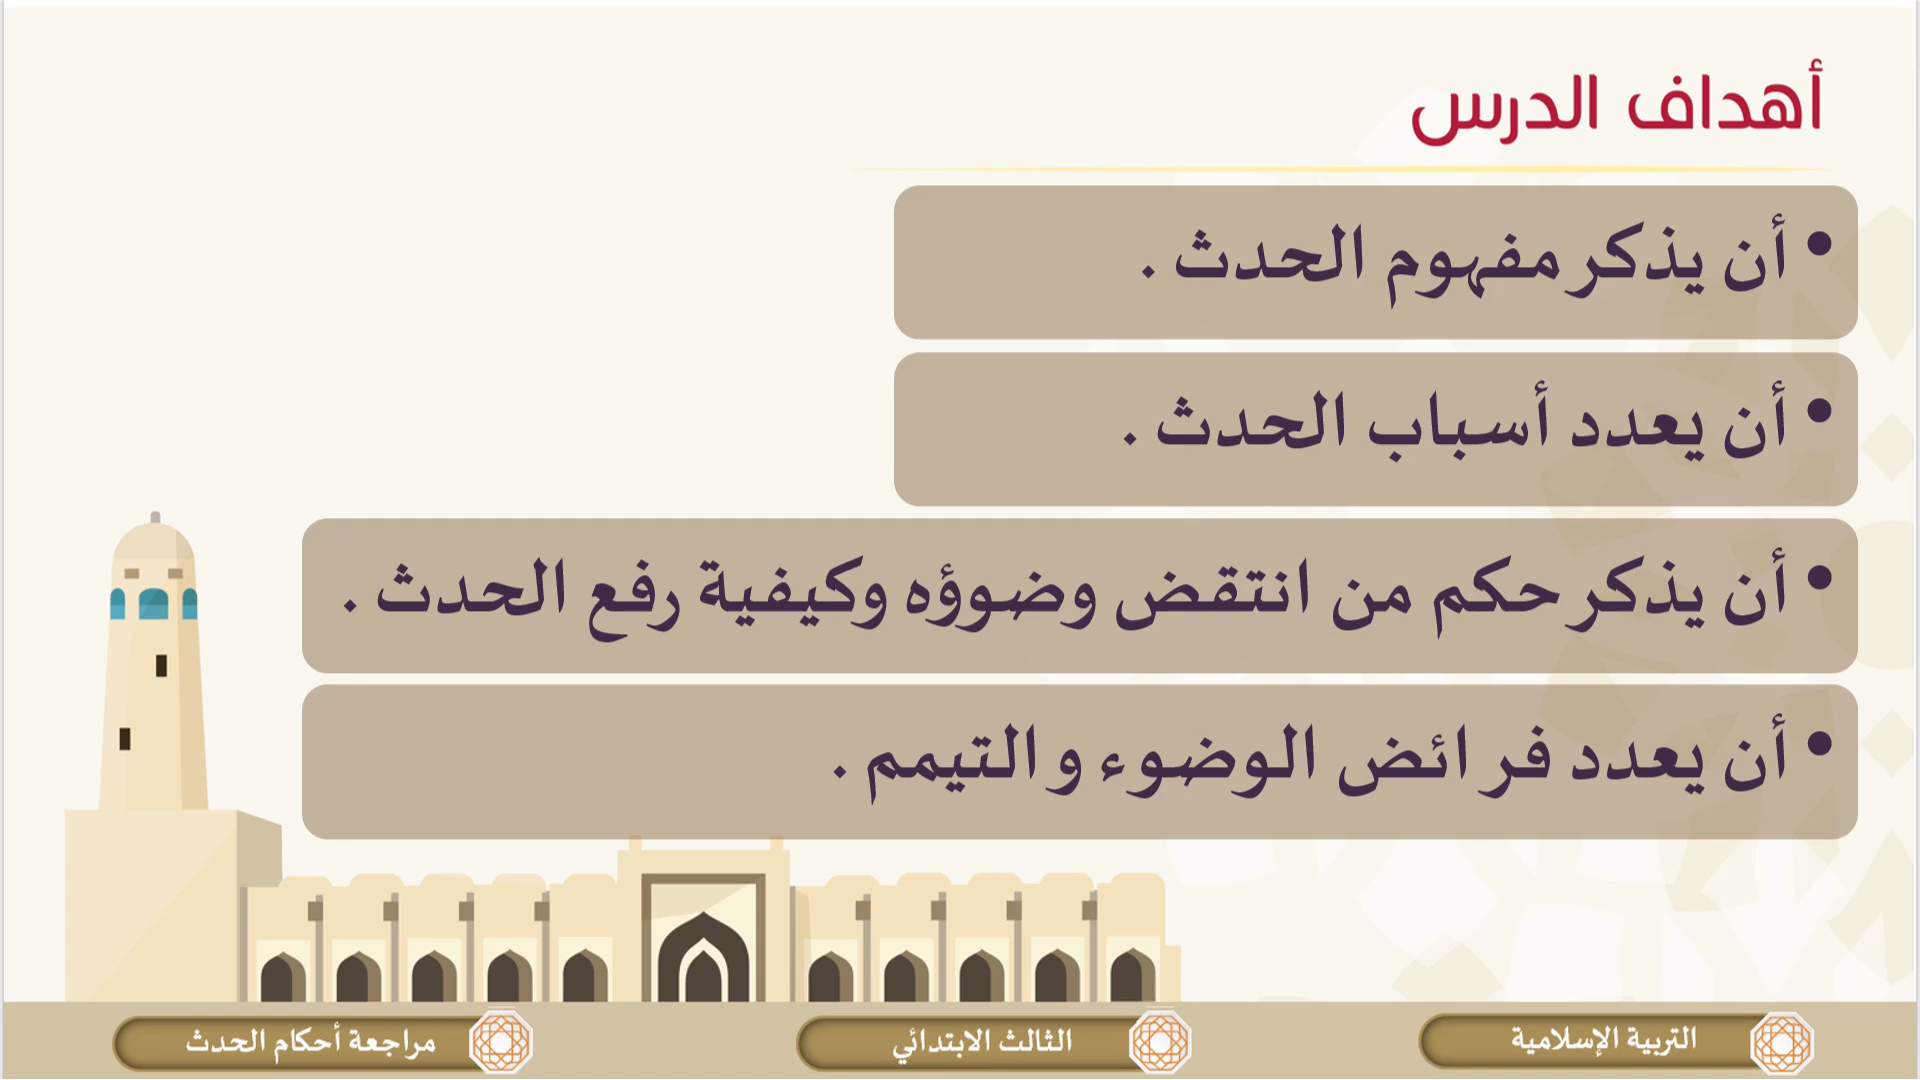 أهداف الدرس
• أن يذكر مفهوم الحدث .
• أن يعدد أسباب الحدث .
• أن يذكر حكم من انتقض وضوؤه وكيفية رفع الحدث .
• أن يعدد فرائض الوضوء والتيمم .
التربية الإسلامية
الثالث الابتدائي
مراجعة أحكام الحدث